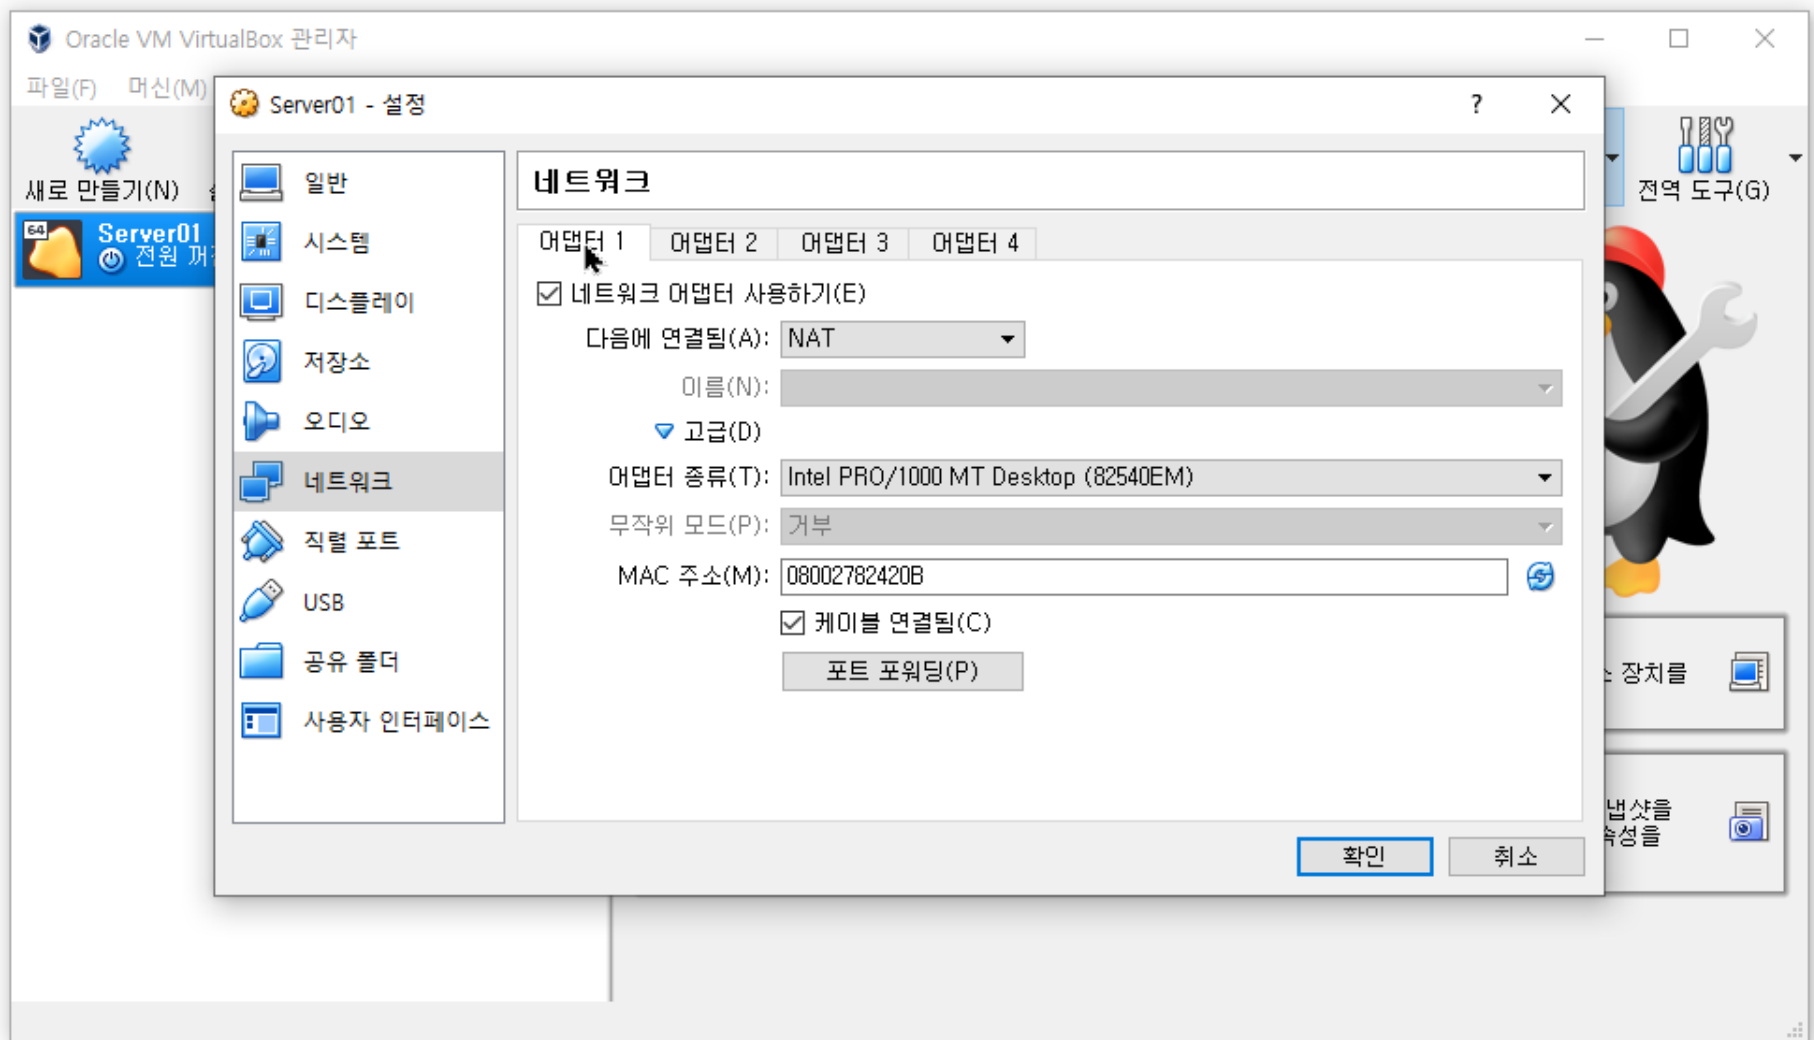 Oracle VM VirtualBox 관리자
파일(F) 머신(M)
Server01 - 설정
?
새로 만들기(N)
전역 도구(G)
64
Server01
전원 꺼
일반
시스템
디스플레이
저장소
오디오
네트워크
직렬 포트
USB
공유 폴더
사용자 인터페이스
네트워크
어댑터 1 어댑터 2 어댑터 3 어댑터 4
네트워크 어댑터 사용하기(E)
다음에 연결됨(A): NAT
이름(N):
고급(D)
어댑터 종류(T): Intel PRO/1000 MT Desktop (82540EM)
무작위 모드(P): 거부
MAC 주소(M): 08002782420B
케이블 연결됨(C)
포트 포워딩(P)
장치를
냅샷을
속성을
확인 취소